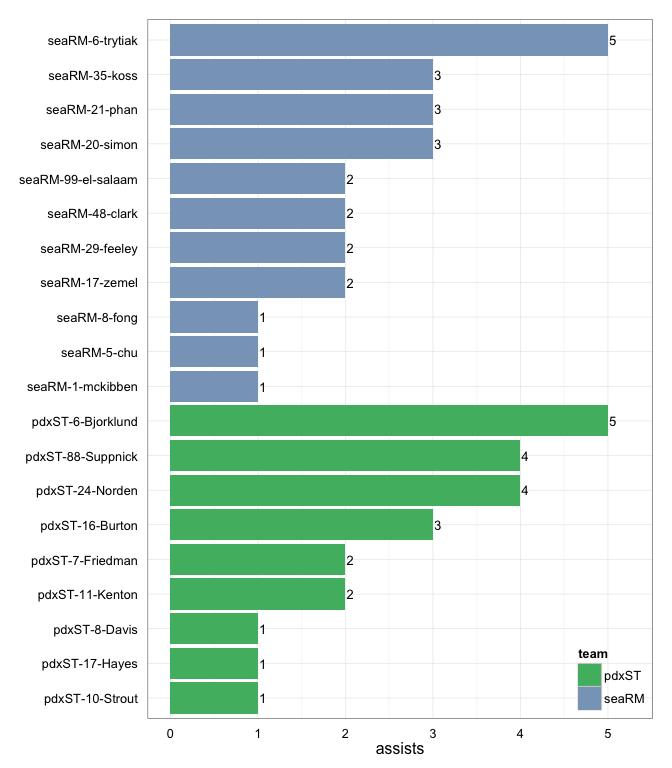 seaRM-6-trytiak 5
seaRM-35-koss 3
seaRM-21-phan 3
seaRM-20-simon 3
seaRM-99-el-salaam 2
seaRM-48-clark 2
seaRM-29-feeley 2
seaRM-17-zemel 2
seaRM-8-fong 1
seaRM-5-chu 1
seaRM-1-mckibben 1
pdxST-6-Bjorklund 5
pdxST-88-Suppnick 4
pdxST-24-Norden 4
pdxST-16-Burton 3
pdxST-7-Friedman 2
pdxST-11-Kenton 2
pdxST-8-Davis 1
pdxST-17-Hayes 1
pdxST-10-Strout 1
team
pdxST
seaRM
0 1 2 3 4 5
assists